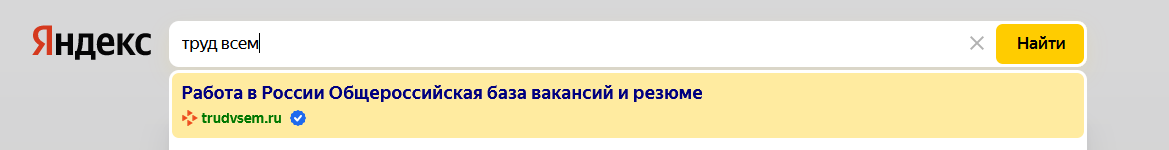 Яндекс
труд всем
Найти
Работа в России Общероссийская база вакансий и резюме
trudvsem.ru